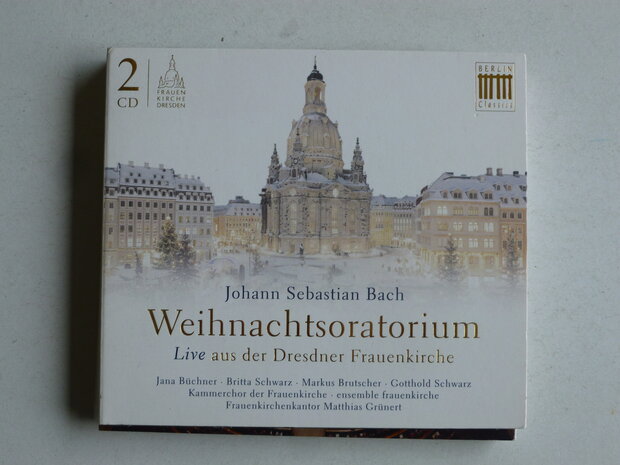 2
CD
FRAUEN
KIRCHE
DRESDEN
BERLIN
Classics
Johann Sebastian Bach
Weihnachtsoratorium
Live aus der Dresdner Frauenkirche
Jana Büchner · Britta Schwarz · Markus Brutscher · Gotthold Schwarz
Kammerchor der Frauenkirche · ensemble frauenkirche
Frauenkirchenkantor Matthias Grünert